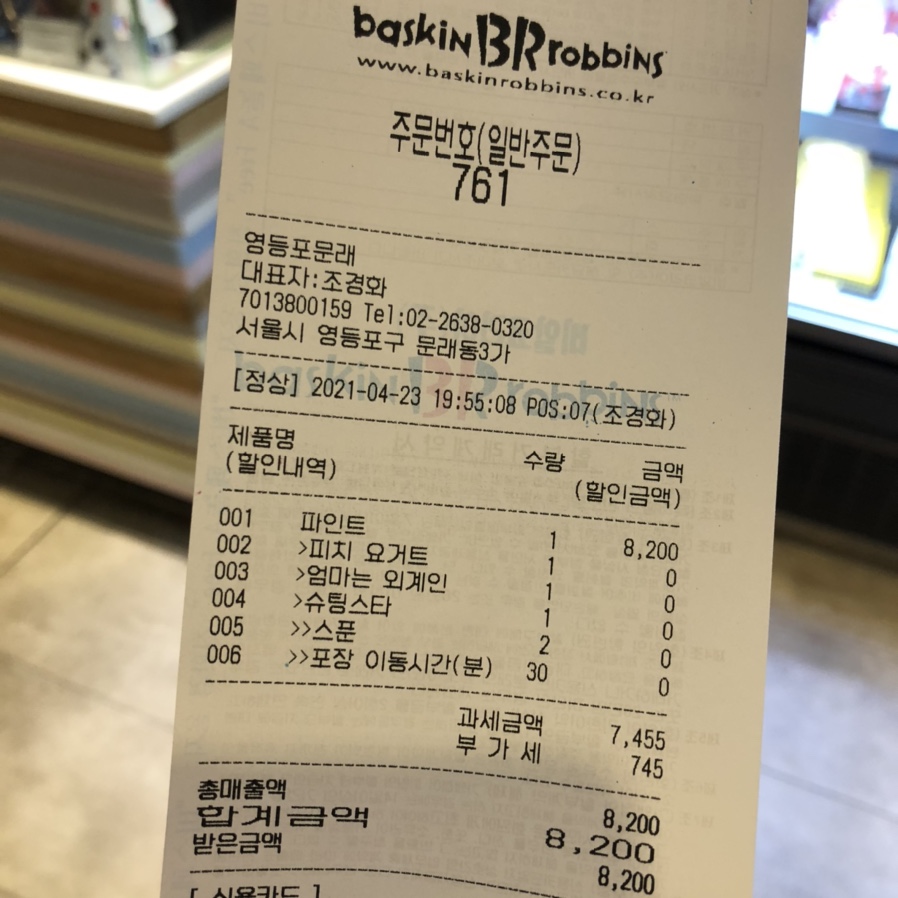 baskin BR robbins
www.baskinrobbins.co.kr
주문번호(일반주문)
761
영등포문래
대표자:조경화
7013800159 Tel:02-2638-0320
서울시 영등포구 문래동3가
[정상] 2021-04-23 19:55:08 POS:07(조경화)
제품명 수량 금액
(할인내역) (할인금액)
001 파인트 1 8,200
002 >피치 요거트 1 0
003 >엄마는 외계인 1 0
004 >슈팅스타 1 0
005 >>스푼 2 0
006 >>포장 이동시간(분) 30 0
과세금액 7,455
부 가 세 745
총매출액 8,200
합계금액 8,200
받은금액 8,200
[ 신용카드 ]